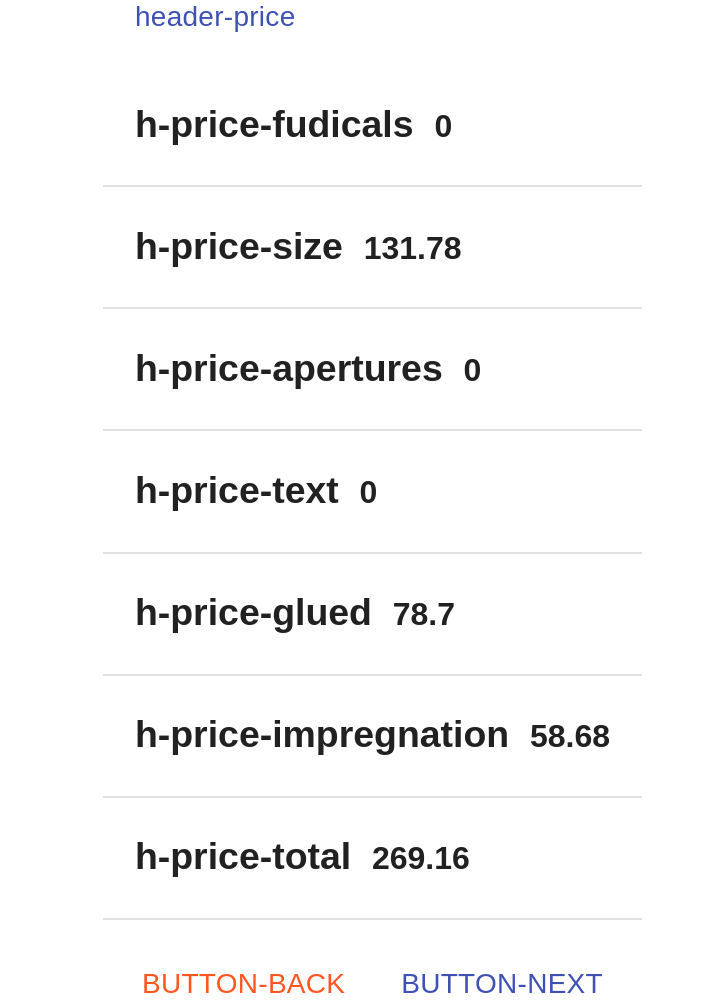 header-price
h-price-fudicals 0
h-price-size 131.78
h-price-apertures 0
h-price-text 0
h-price-glued 78.7
h-price-impregnation 58.68
h-price-total 269.16
BUTTON-BACK BUTTON-NEXT